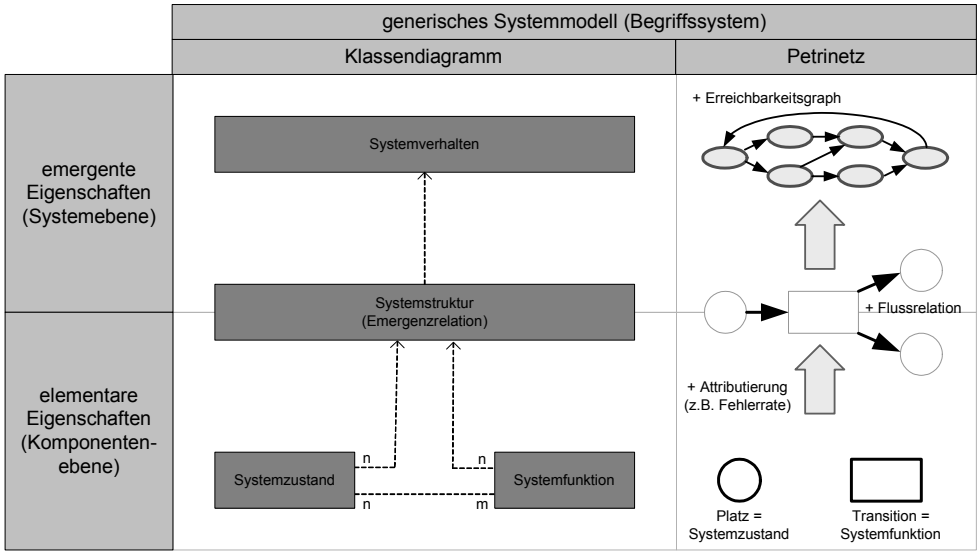 generisches Systemmodell (Begriffssystem)
Klassendiagramm
Petrinetz
emergente
Eigenschaften
(Systemebene)
Systemverhalten
+ Erreichbarkeitsgraph
Systemstruktur
(Emergenzrelation)
+ Flussrelation
elementare
Eigenschaften
(Komponenten-
ebene)
+ Attributierung
(z.B. Fehlerrate)
n
n
Systemzustand
Systemfunktion
n
m
Platz =
Systemzustand
Transition =
Systemfunktion